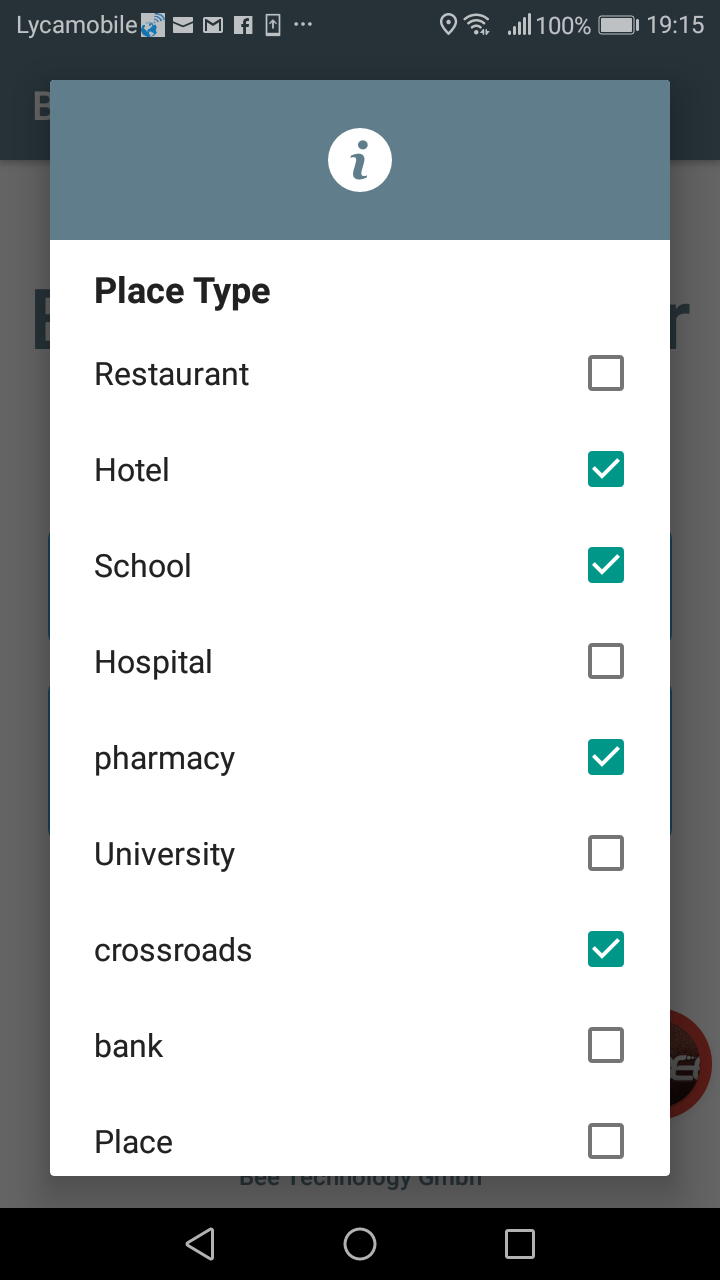 Lycamobile 100% 19:15
B
Place Type
Restaurant
Hotel
School
Hospital
pharmacy
University
crossroads
bank
Place
Bee Technology Gmbh